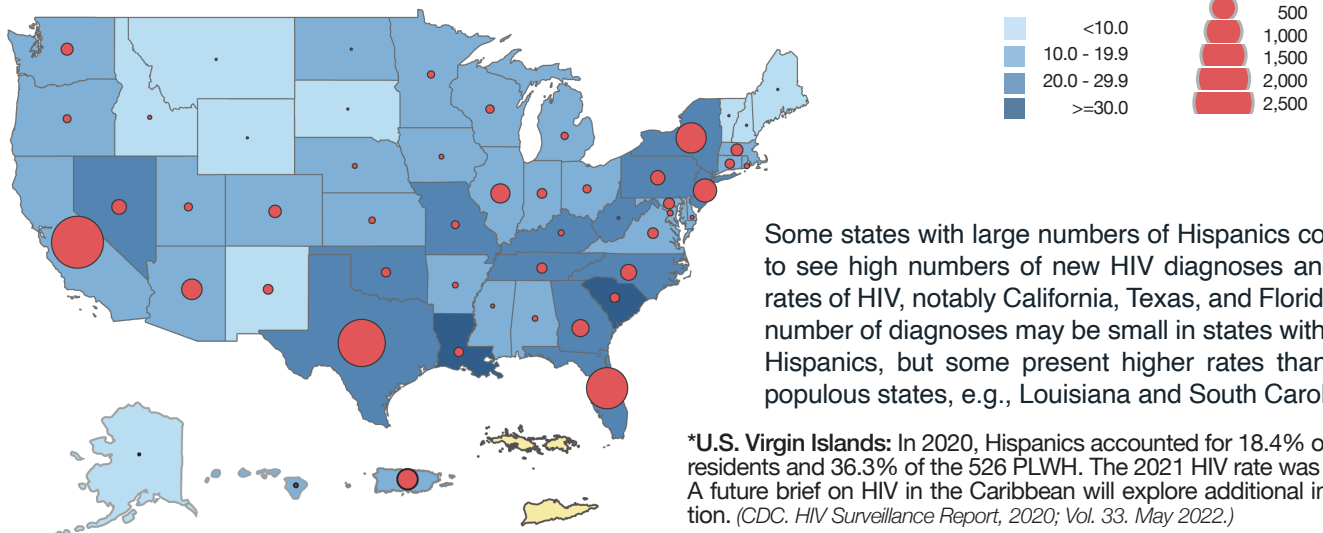 <10.0
10.0 - 19.9
20.0 - 29.9
>=30.0
500
1,000
1,500
2,000
2,500
Some states with large numbers of Hispanics co
to see high numbers of new HIV diagnoses an
rates of HIV, notably California, Texas, and Florid
number of diagnoses may be small in states with
Hispanics, but some present higher rates than
populous states, e.g., Louisiana and South Carol
*U.S. Virgin Islands: In 2020, Hispanics accounted for 18.4% o
residents and 36.3% of the 526 PLWH. The 2021 HIV rate was
A future brief on HIV in the Caribbean will explore additional in
tion. (CDC. HIV Surveillance Report, 2020; Vol. 33. May 2022.)